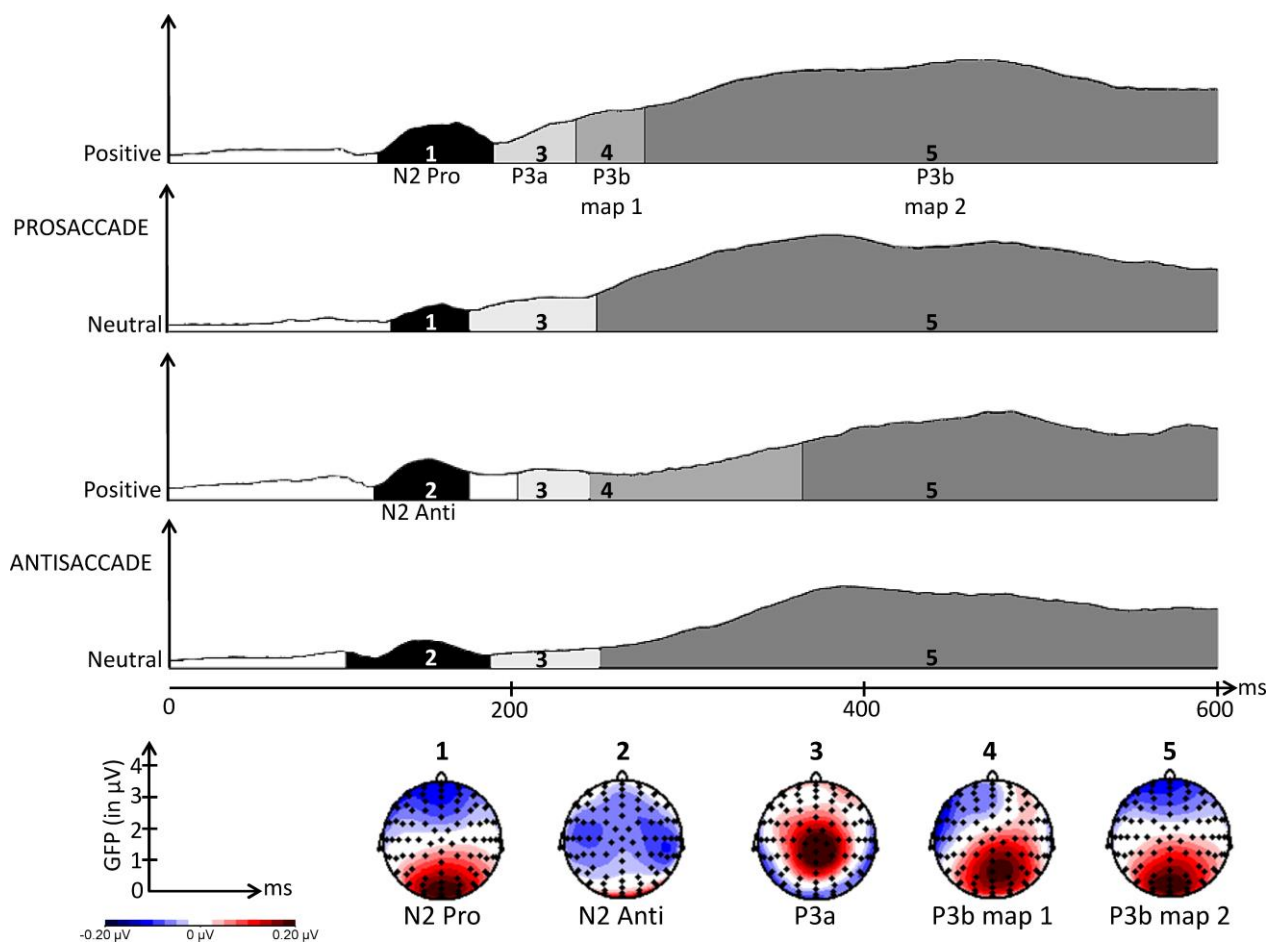 Positive
1 3 4 5
N2 Pro P3a P3b P3b
map 1 map 2
PROSACCADE
Neutral
1 3 5
Positive
2 3 4 5
N2 Anti
ANTISACCADE
Neutral
2 3 5
ms
0 200 400 600
1 2 3 4 5
GFP (in µV)
4
3
2
1
0
ms
N2 Pro N2 Anti P3a P3b map 1 P3b map 2
-0.20 µV 0 µV 0.20 µV